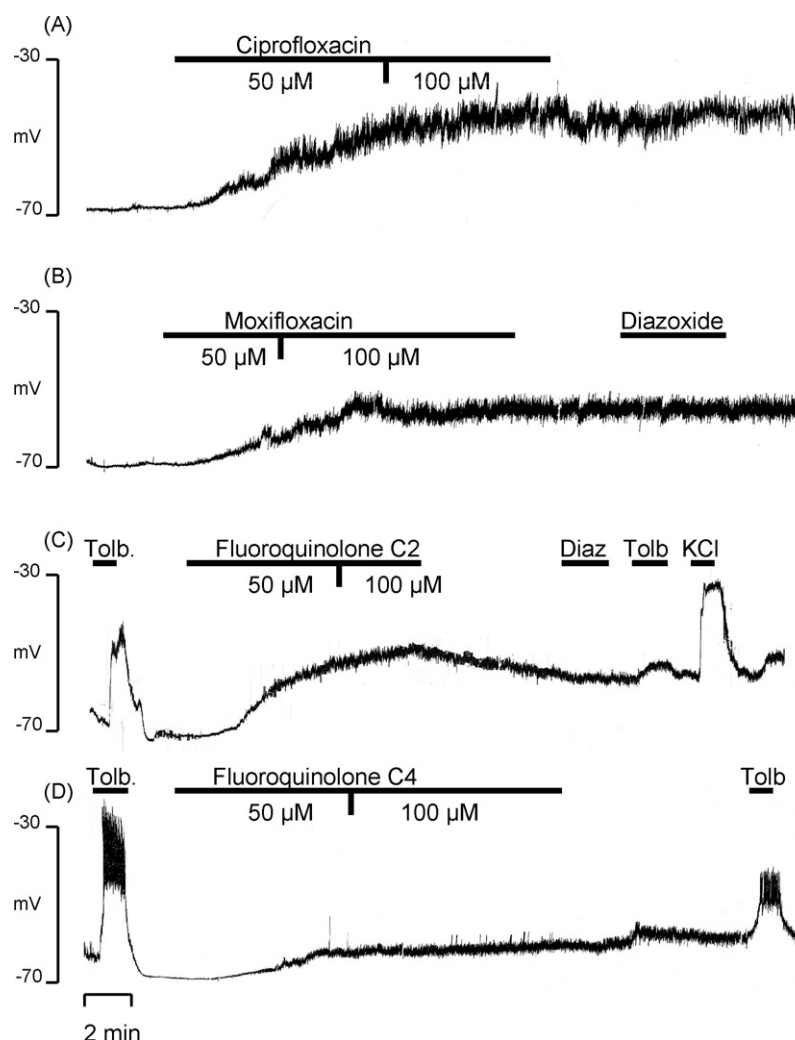 (A)
Ciprofloxacin
50 µM 100 µM
-30
mV
-70
(B)
Moxifloxacin Diazoxide
50 µM 100 µM
-30
mV
-70
(C)
Tolb. Fluoroquinolone C2 Diaz Tolb KCl
50 µM 100 µM
-30
mV
-70
(D)
Tolb. Fluoroquinolone C4 Tolb
50 µM 100 µM
-30
mV
-70
2 min